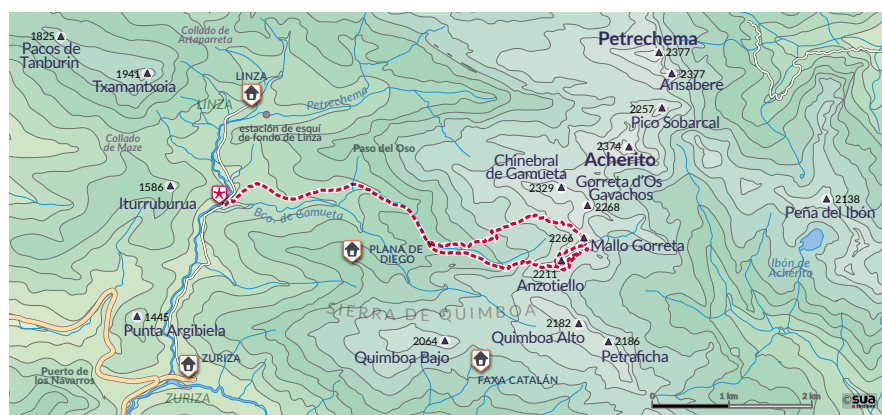 1825
Pacos de
Tanburín
1941
Txamantxoia
Collado de
Artaparreta
LINZA
LINZA
Petrechema
estación de esquí
de fondo de Linza
Collado
de Maze
1586
Iturruburua
Paso del Oso
Bco. de Gamueta
PLANA DE
DIEGO
Petrechema
2377
2377
Ansabere
2257
Pico Sobarcal
2374
Acherito
Chinebral
de Gamueta
2329
Gorreta d'Os
Gavachos
2268
2266
Mallo Gorreta
2211
Anzotiello
2138
Peña del Ibón
Ibón de
Acherito
SIERRA DE QUIMBOA
1445
Punta Argibiela
ZURIZA
ZURIZA
Puerto de
los Navarros
2064
Quimboa Bajo
2182
Quimboa Alto
2186
Petraficha
FAXA CATALÁN
0 1 km 2 km
©sua